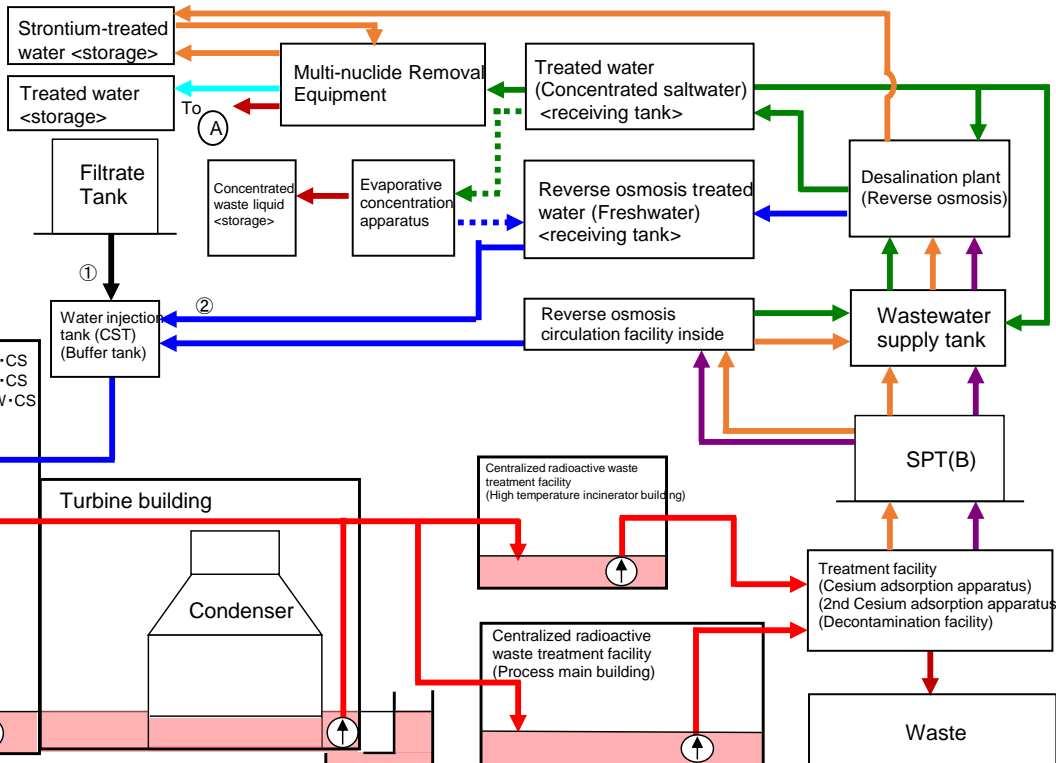 Strontium-treated
water <storage>
Treated water
<storage>
To
A
Multi-nuclide Removal
Equipment
Treated water
(Concentrated saltwater)
<receiving tank>
Filtrate
Tank
Concentrated
waste liquid
<storage>
Evaporative
concentration
apparatus
Reverse osmosis treated
water (Freshwater)
<receiving tank>
Desalination plant
(Reverse osmosis)
①
②
Water injection
tank (CST)
(Buffer tank)
Reverse osmosis
circulation facility inside
Wastewater
supply tank
・CS
・CS
・CS
SPT(B)
Turbine building
Condenser
Centralized radioactive waste
treatment facility
(High temperature incinerator building)
Centralized radioactive
waste treatment facility
(Process main building)
Treatment facility
(Cesium adsorption apparatus)
(2nd Cesium adsorption apparatus
(Decontamination facility)
Waste